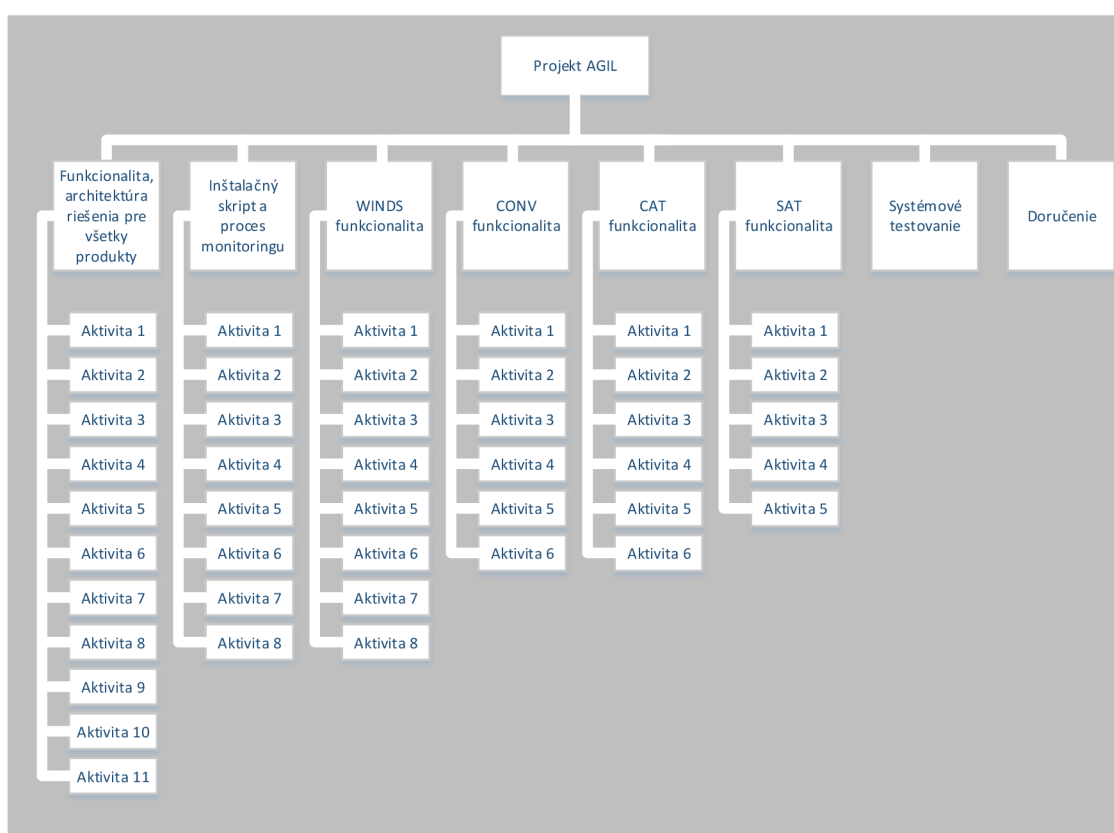 Projekt AGIL
Funkcionalita,
architektúra
riešenia pre
všetky
produkty
Inštalačný
skript a
proces
monitoringu
WINDS
funkcionalita
CONV
funkcionalita
CAT
funkcionalita
SAT
funkcionalita
Systémové
testovanie
Doručenie
Aktivita 1
Aktivita 2
Aktivita 3
Aktivita 4
Aktivita 5
Aktivita 6
Aktivita 7
Aktivita 8
Aktivita 9
Aktivita 10
Aktivita 11
Aktivita 1
Aktivita 2
Aktivita 3
Aktivita 4
Aktivita 5
Aktivita 6
Aktivita 7
Aktivita 8
Aktivita 1
Aktivita 2
Aktivita 3
Aktivita 4
Aktivita 5
Aktivita 6
Aktivita 7
Aktivita 8
Aktivita 1
Aktivita 2
Aktivita 3
Aktivita 4
Aktivita 5
Aktivita 6
Aktivita 1
Aktivita 2
Aktivita 3
Aktivita 4
Aktivita 5
Aktivita 6
Aktivita 1
Aktivita 2
Aktivita 3
Aktivita 4
Aktivita 5